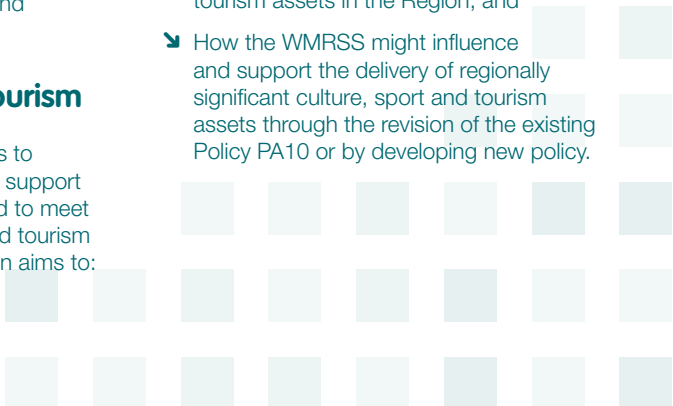 ourism
s to
support
d to meet
d tourism
n aims to:
tourism assets in the Region; and
How the WMRSS might influence
and support the delivery of regionally
significant culture, sport and tourism
assets through the revision of the existing
Policy PA10 or by developing new policy.